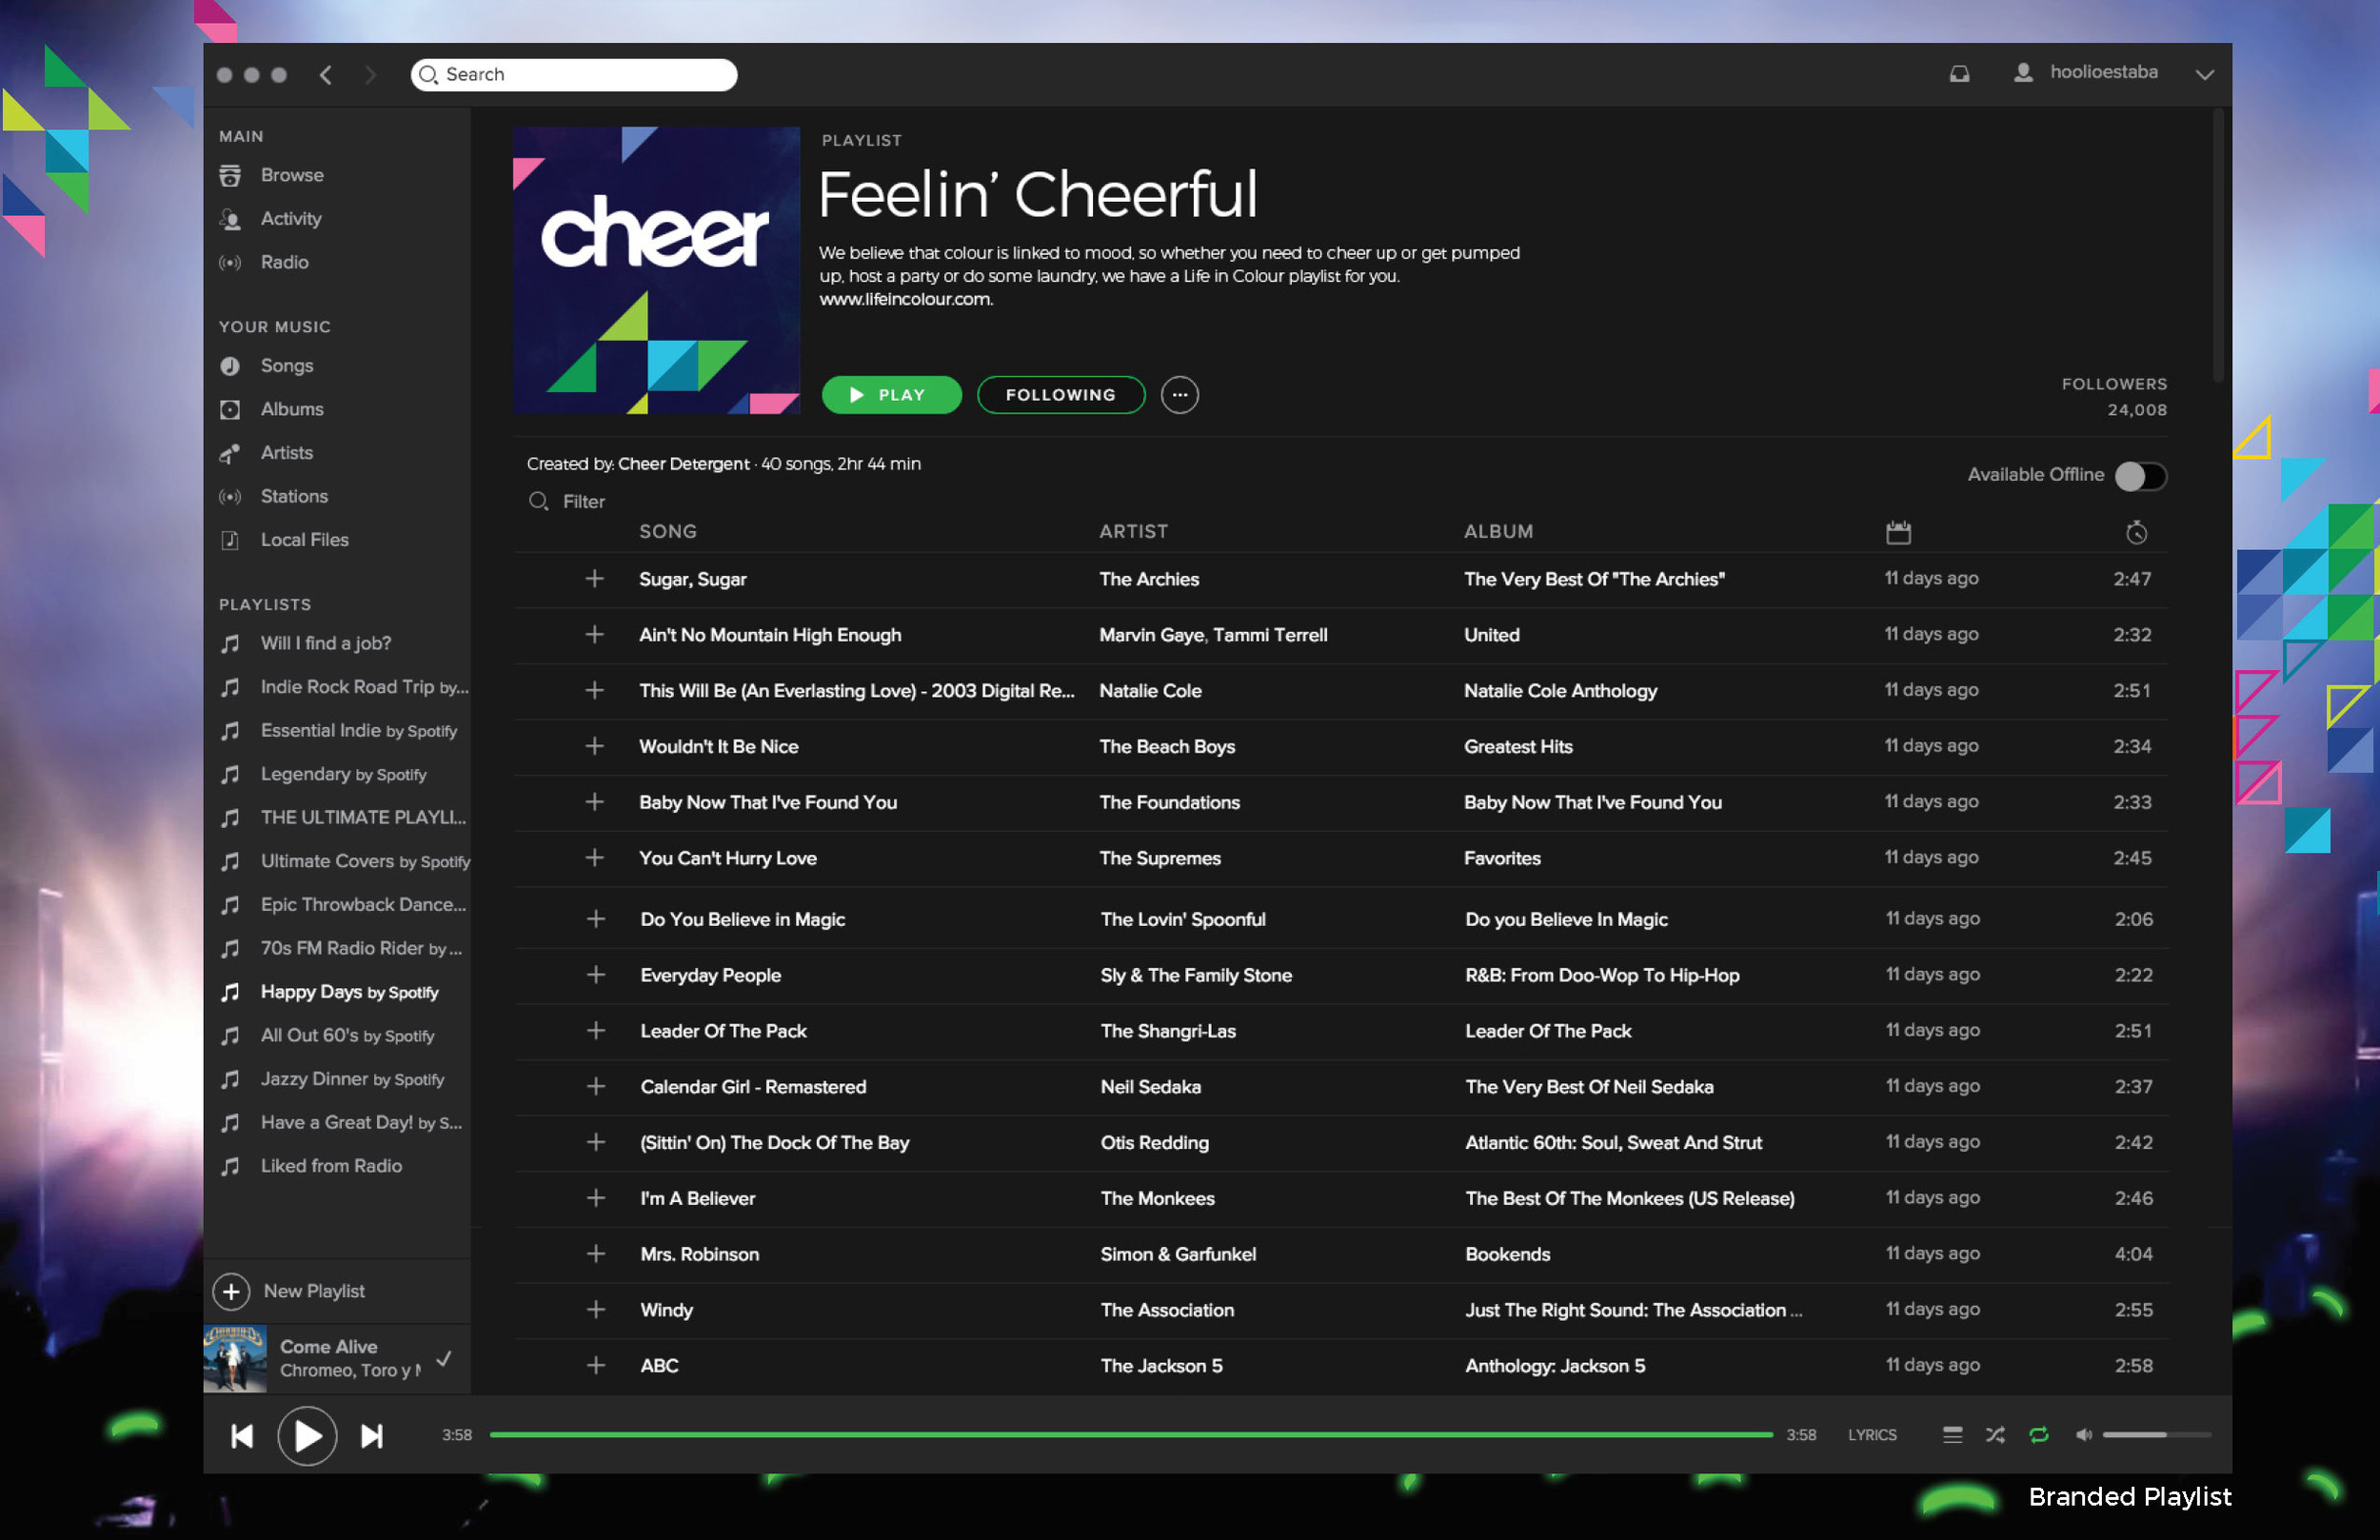 Search
hoolioestaba
MAIN
Browse
Activity
Radio
YOUR MUSIC
Songs
Albums
Artists
Stations
Local Files
PLAYLISTS
Will I find a job?
Indie Rock Road Trip by...
Essential Indie by Spotify
Legendary by Spotify
THE ULTIMATE PLAYLI...
Ultimate Covers by Spotify
Epic Throwback Dance...
70s FM Radio Rider by ...
Happy Days by Spotify
All Out 60's by Spotify
Jazzy Dinner by Spotify
Have a Great Day! by S...
Liked from Radio
New Playlist
Come Alive
Chromeo, Toro y
cheer
PLAYLIST
Feelin' Cheerful
We believe that colour is linked to mood, so whether you need to cheer up or get pumped
up, host a party or do some laundry, we have a Life in Colour playlist for you.
www.lifeincolour.com.
PLAY FOLLOWING
FOLLOWERS
24,008
Created by: Cheer Detergent · 40 songs, 2hr 44 min
Available Offline
Filter
SONG ARTIST ALBUM
Sugar, Sugar The Archies The Very Best Of "The Archies" 11 days ago 2:47
Ain't No Mountain High Enough Marvin Gaye, Tammi Terrell United 11 days ago 2:32
This Will Be (An Everlasting Love) - 2003 Digital Re... Natalie Cole Natalie Cole Anthology 11 days ago 2:51
Wouldn't It Be Nice The Beach Boys Greatest Hits 11 days ago 2:34
Baby Now That I've Found You The Foundations Baby Now That I've Found You 11 days ago 2:33
You Can't Hurry Love The Supremes Favorites 11 days ago 2:45
Do You Believe in Magic The Lovin' Spoonful Do you Believe In Magic 11 days ago 2:06
Everyday People Sly & The Family Stone R&B: From Doo-Wop To Hip-Hop 11 days ago 2:22
Leader Of The Pack The Shangri-Las Leader Of The Pack 11 days ago 2:51
Calendar Girl - Remastered Neil Sedaka The Very Best Of Neil Sedaka 11 days ago 2:37
(Sittin' On) The Dock Of The Bay Otis Redding Atlantic 60th: Soul, Sweat And Strut 11 days ago 2:42
I'm A Believer The Monkees The Best Of The Monkees (US Release) 11 days ago 2:46
Mrs. Robinson Simon & Garfunkel Bookends 11 days ago 4:04
Windy The Association Just The Right Sound: The Association ... 11 days ago 2:55
ABC The Jackson 5 Anthology: Jackson 5 11 days ago 2:58
3:58 3:58 LYRICS
Branded Playlist